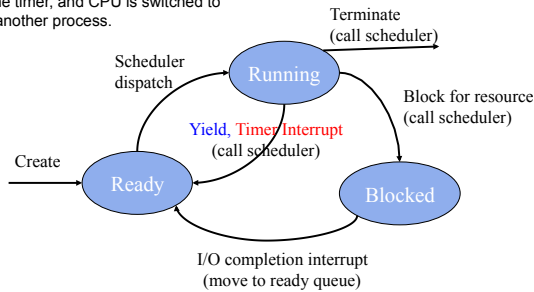 timer, and CPU is switched to
another process.
Terminate
(call scheduler)
Scheduler
dispatch
Running
Block for resource
(call scheduler)
Yield, Timer Interrupt
(call scheduler)
Create
Ready
Blocked
I/O completion interrupt
(move to ready queue)